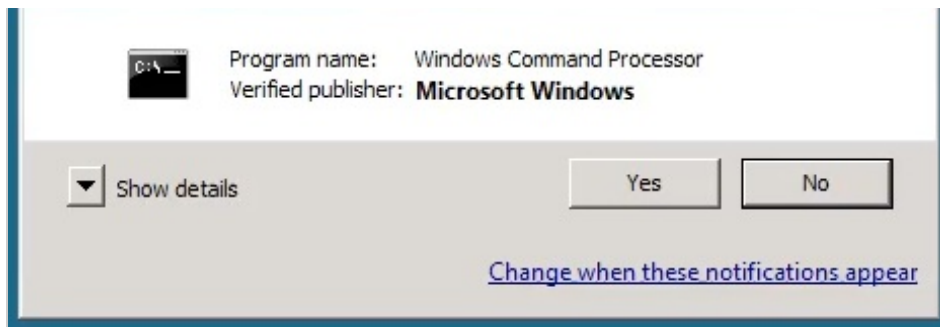 C:\_
Program name: Windows Command Processor
Verified publisher: Microsoft Windows
Show details
Yes
No
Change when these notifications appear